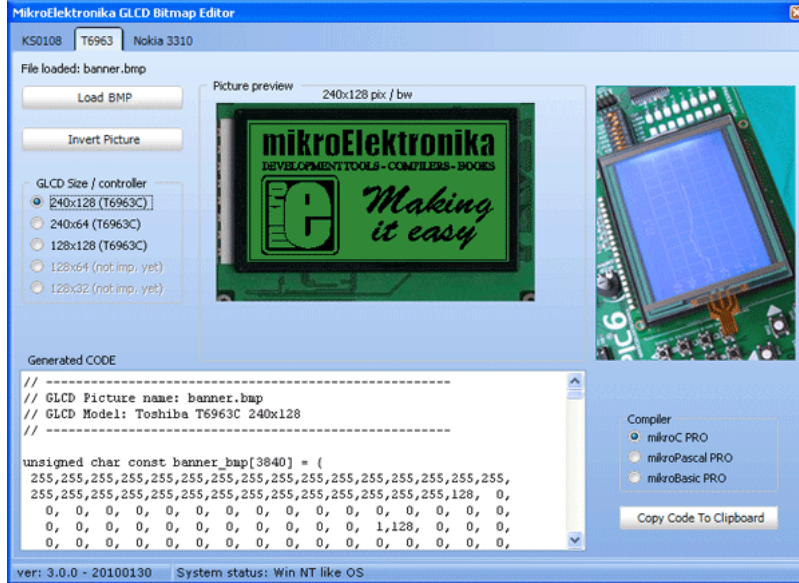 MikroElektronika GLCD Bitmap Editor
KS0108 T6963 Nokia 3310
File loaded: banner.bmp
Load BMP
Invert Picture
GLCD Size / controller
240x128 (T6963C)
240x64 (T6963C)
128x128 (T6963C)
128x64 (not imp. yet)
128x32 (not imp. yet)
Picture preview
240x128 pix / bw
mikroElektronika
DEVELOPMENT TOOLS - COMPILERS - BOOKS
e
Making
it easy
PIC6
Generated CODE
// -----------------------------------------------------
// GLCD Picture name: banner.bmp
// GLCD Model: Toshiba T6963C 240x128
// -----------------------------------------------------
unsigned char const banner_bmp[3840] = {
255,255,255,255,255,255,255,255,255,255,255,255,255,255,255,255,
255,255,255,255,255,255,255,255,255,255,255,255,255,255,128, 0,
0, 0, 0, 0, 0, 0, 0, 0, 0, 0, 0, 0, 0, 0, 0, 0,
0, 0, 0, 0, 0, 0, 0, 0, 0, 0, 0, 1,128, 0, 0, 0,
0, 0, 0, 0, 0, 0, 0, 0, 0, 0, 0, 0, 0, 0, 0, 0,
Compiler
mikroC PRO
mikroPascal PRO
mikroBasic PRO
Copy Code To Clipboard
ver: 3.0.0 - 20100130 System status: Win NT like OS